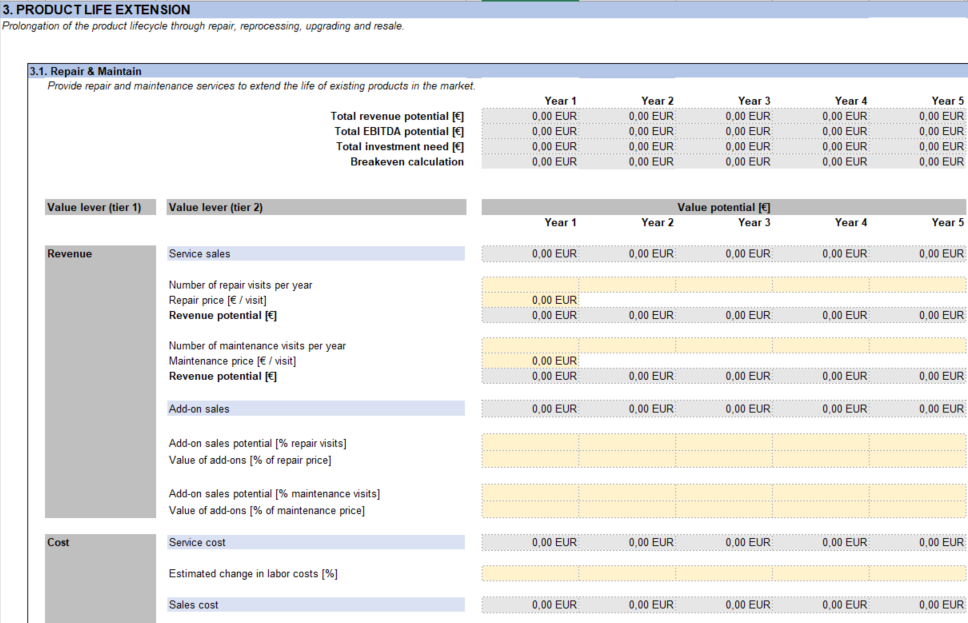 3. PRODUCT LIFE EXTENSION
Prolongation of the product lifecycle through repair, reprocessing, upgrading and resale.
3.1. Repair & Maintain
Provide repair and maintenance services to extend the life of existing products in the market.
Year 1 Year 2 Year 3 Year 4 Year 5
Total revenue potential [€] 0,00 EUR 0,00 EUR 0,00 EUR 0,00 EUR 0,00 EUR
Total EBITDA potential [€] 0,00 EUR 0,00 EUR 0,00 EUR 0,00 EUR 0,00 EUR
Total investment need [€] 0,00 EUR 0,00 EUR 0,00 EUR 0,00 EUR 0,00 EUR
Breakeven calculation 0,00 EUR 0,00 EUR 0,00 EUR 0,00 EUR 0,00 EUR
Value lever (tier 1) Value lever (tier 2) Value potential [€]
Year 1 Year 2 Year 3 Year 4 Year 5
Revenue Service sales 0,00 EUR 0,00 EUR 0,00 EUR 0,00 EUR 0,00 EUR
Number of repair visits per year
Repair price [€ / visit] 0,00 EUR
Revenue potential [€] 0,00 EUR 0,00 EUR 0,00 EUR 0,00 EUR 0,00 EUR
Number of maintenance visits per year
Maintenance price [€ / visit] 0,00 EUR
Revenue potential [€] 0,00 EUR 0,00 EUR 0,00 EUR 0,00 EUR 0,00 EUR
Add-on sales 0,00 EUR 0,00 EUR 0,00 EUR 0,00 EUR 0,00 EUR
Add-on sales potential [% repair visits]
Value of add-ons [% of repair price]
Add-on sales potential [% maintenance visits]
Value of add-ons [% of maintenance price]
Cost Service cost 0,00 EUR 0,00 EUR 0,00 EUR 0,00 EUR 0,00 EUR
Estimated change in labor costs [%]
Sales cost 0,00 EUR 0,00 EUR 0,00 EUR 0,00 EUR 0,00 EUR